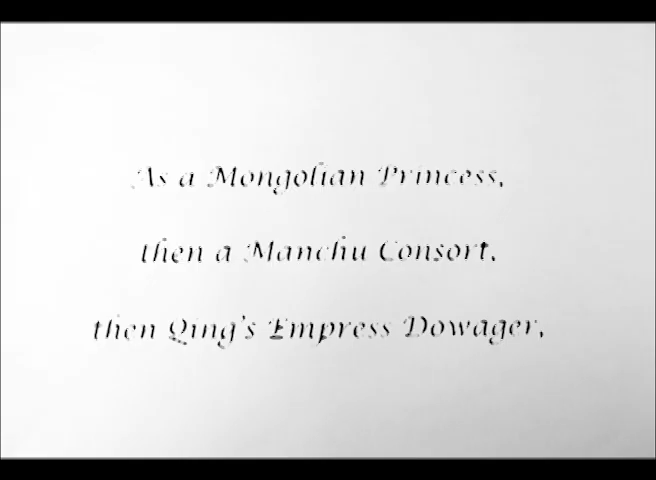 As a Mongolian Princess,
then a Manchu Consort,
then Qing's Empress Dowager,